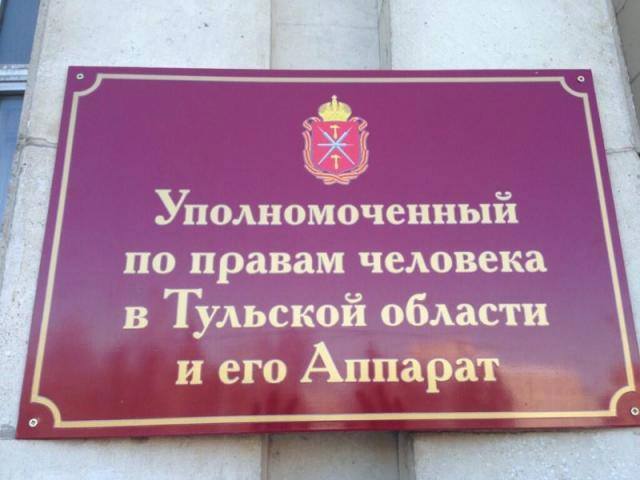 Уполномоченный
по правам человека
в Тульской области
и его Аппарат